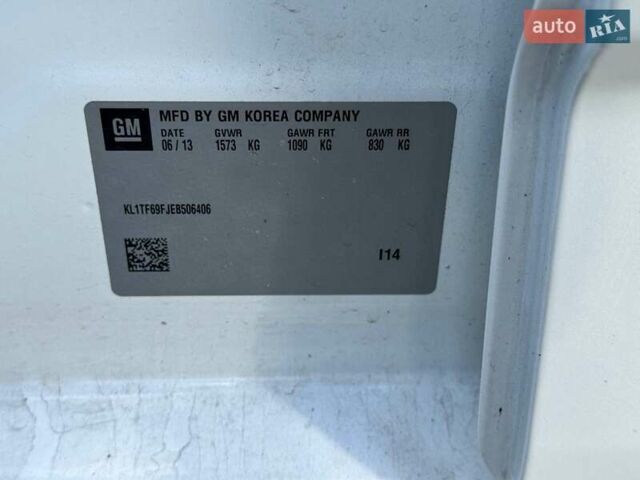 auto RIA .com
GM MFD BY GM KOREA COMPANY
DATE GVWR GAWR FRT GAWR RR
06/13 1573 KG 1090 KG 830 KG
KL1TF69FJEB506406
I14